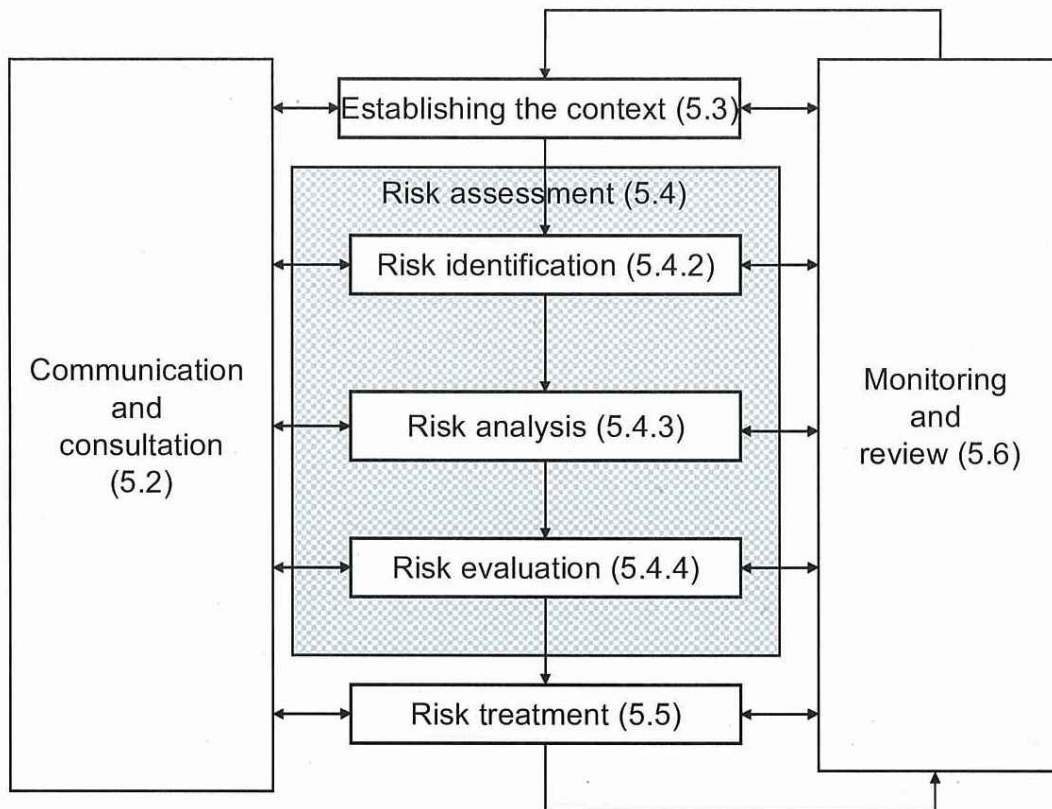 Establishing the context (5.3)
Risk assessment (5.4)
Risk identification (5.4.2)
Communication
and
consultation
(5.2)
Risk analysis (5.4.3)
Monitoring
and
review (5.6)
Risk evaluation (5.4.4)
Risk treatment (5.5)